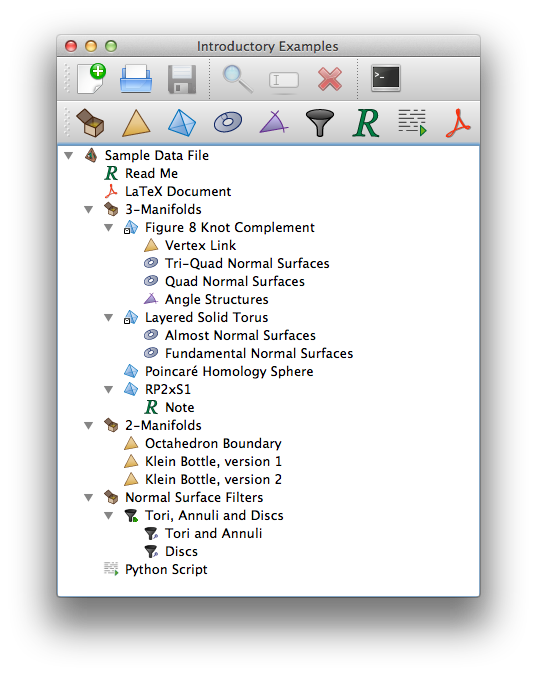 Introductory Examples
Sample Data File
Read Me
LaTeX Document
3-Manifolds
Figure 8 Knot Complement
Vertex Link
Tri-Quad Normal Surfaces
Quad Normal Surfaces
Angle Structures
Layered Solid Torus
Almost Normal Surfaces
Fundamental Normal Surfaces
Poincaré Homology Sphere
RP2xS1
Note
2-Manifolds
Octahedron Boundary
Klein Bottle, version 1
Klein Bottle, version 2
Normal Surface Filters
Tori, Annuli and Discs
Tori and Annuli
Discs
Python Script